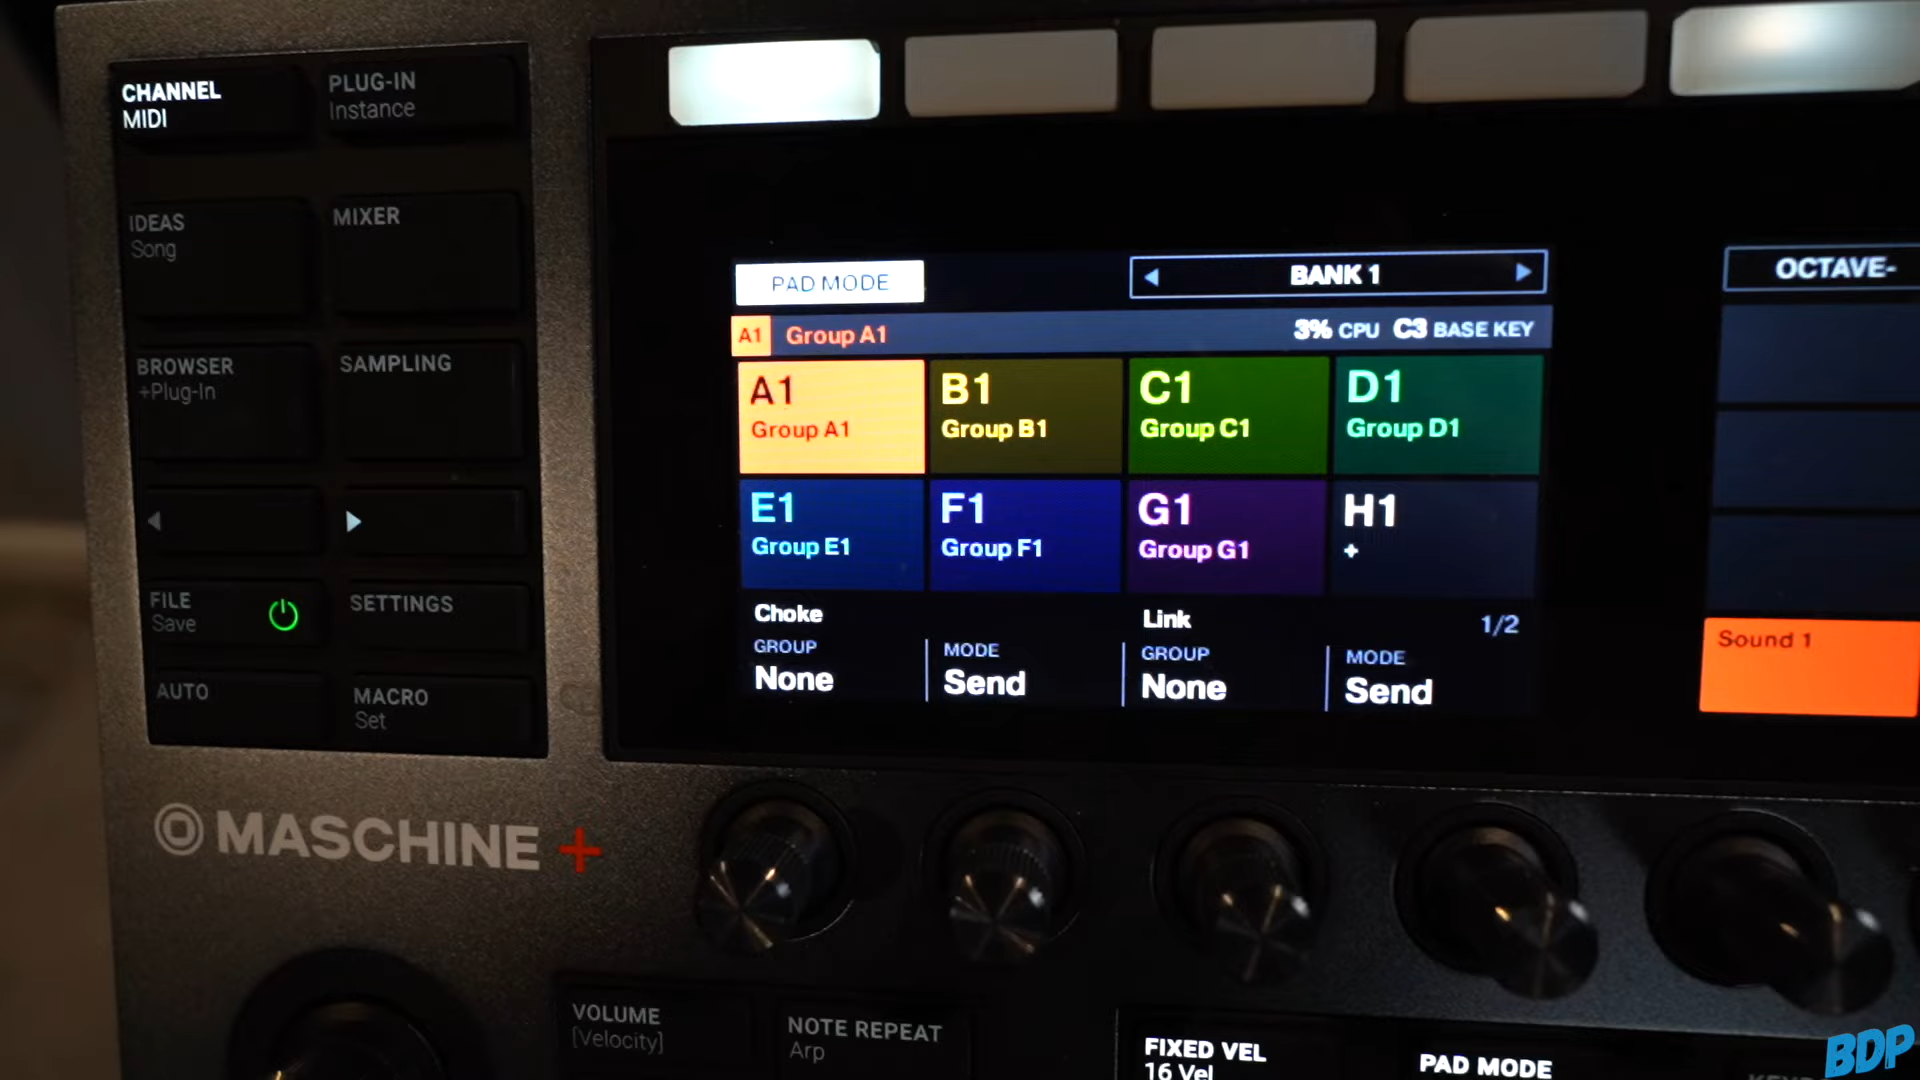 CHANNEL
MIDI
PLUG-IN
Instance
IDEAS
Song
MIXER
BROWSER
+Plug-In
SAMPLING
FILE
Save
SETTINGS
AUTO
MACRO
Set
MASCHINE +
PAD MODE
BANK 1
OCTAVE-
A1 Group A1
3% CPU C3 BASE KEY
A1
Group A1
B1
Group B1
C1
Group C1
D1
Group D1
E1
Group E1
F1
Group F1
G1
Group G1
H1
+
Choke
Link
1/2
GROUP
None
MODE
Send
GROUP
None
MODE
Send
Sound 1
VOLUME
[Velocity]
NOTE REPEAT
Arp
FIXED VEL
16 Vel
PAD MODE
BDP